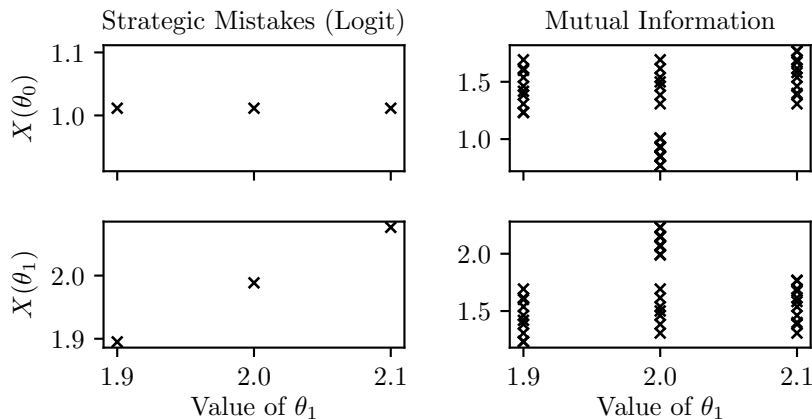 Strategic Mistakes (Logit)
Mutual Information
X(θ₀)
1.1
1.0
1.5
1.0
X(θ₁)
2.0
1.9
2.0
1.5
1.9 2.0 2.1
1.9 2.0 2.1
Value of θ₁
Value of θ₁